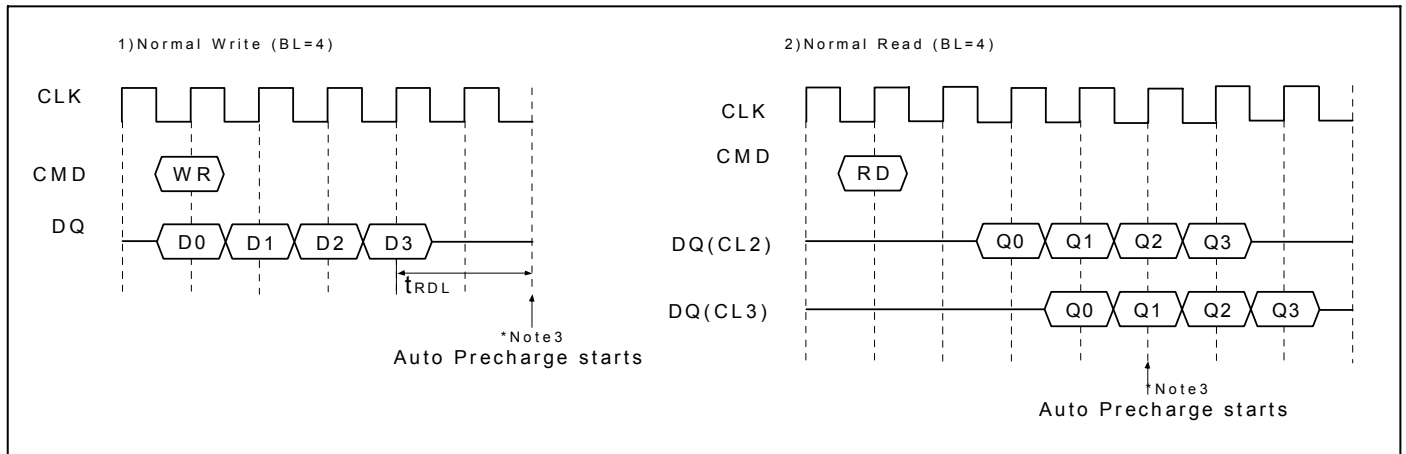 1)Normal Write (BL=4)
CLK
CMD
WR
DQ
D0 D1 D2 D3
tRDL
*Note3
Auto Precharge starts
2)Normal Read (BL=4)
CLK
CMD
RD
DQ(CL2)
Q0 Q1 Q2 Q3
DQ(CL3)
Q0 Q1 Q2 Q3
*Note3
Auto Precharge starts